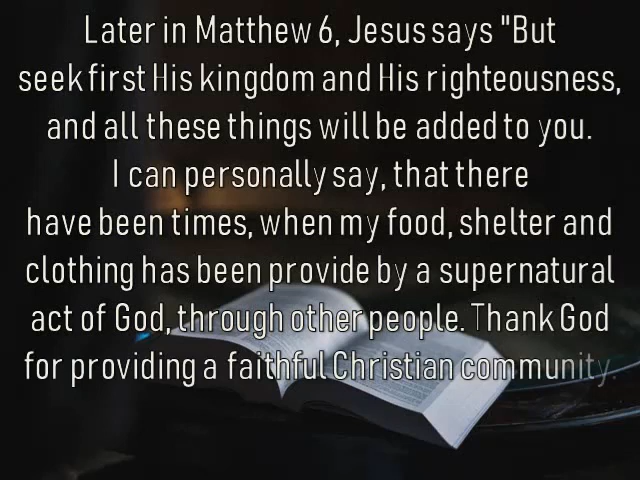 Later in Matthew 6, Jesus says "But
seek first His kingdom and His righteousness,
and all these things will be added to you.
I can personally say, that there
have been times, when my food, shelter and
clothing has been provide by a supernatural
act of God, through other people. Thank God
for providing a faithful Christian community.